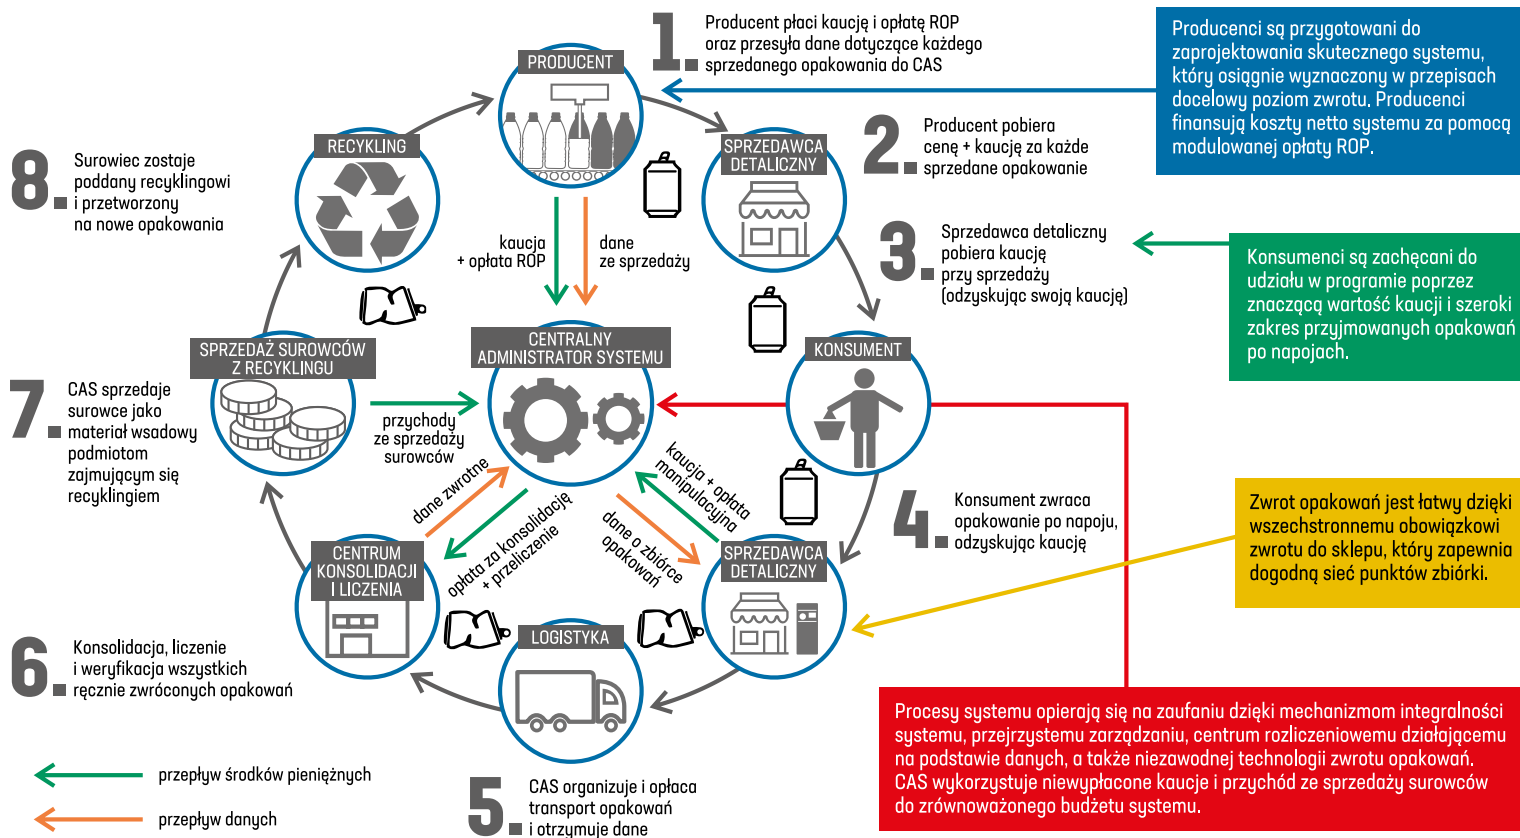 1.
Producent płaci kaucję i opłatę ROP
oraz przesyła dane dotyczące każdego
sprzedanego opakowania do CAS
Producenci są przygotowani do
zaprojektowania skutecznego systemu,
który osiągnie wyznaczony w przepisach
docelowy poziom zwrotu. Producenci
finansują koszty netto systemu za pomocą
modulowanej opłaty ROP.
PRODUCENT
2.
Producent pobiera
cenę + kaucję za każde
sprzedane opakowanie
SPRZEDAWCA
DETALICZNY
RECYKLING
8.
Surowiec zostaje
poddany recyklingowi
i przetworzony
na nowe opakowania
kaucja
+ opłata ROP
dane
ze sprzedaży
3.
Sprzedawca detaliczny
pobiera kaucję
przy sprzedaży
(odzyskując swoją kaucję)
Konsumenci są zachęcani do
udziału w programie poprzez
znaczącą wartość kaucji i szeroki
zakres przyjmowanych opakowań
po napojach.
SPRZEDAŻ SUROWCÓW
Z RECYKLINGU
CENTRALNY
ADMINISTRATOR SYSTEMU
KONSUMENT
7.
CAS sprzedaje
surowce jako
materiał wsadowy
podmiotom
zajmującym się
recyklingiem
przychody
ze sprzedaży
surowców
dane zwrotne
opłata za konsolidację
+ przeliczenie
kaucja + opłata
manipulacyjna
dane o zbiórce
opakowań
4.
Konsument zwraca
opakowanie po napoju,
odzyskując kaucję
Zwrot opakowań jest łatwy dzięki
wszechstronnemu obowiązkowi
zwrotu do sklepu, który zapewnia
dogodną sieć punktów zbiórki.
CENTRUM
KONSOLIDACJI
I LICZENIA
SPRZEDAWCA
DETALICZNY
LOGISTYKA
6.
Konsolidacja, liczenie
i weryfikacja wszystkich
ręcznie zwróconych opakowań
Procesy systemu opierają się na zaufaniu dzięki mechanizmom integralności
systemu, przejrzystemu zarządzaniu, centrum rozliczeniowemu działającemu
na podstawie danych, a także niezawodnej technologii zwrotu opakowań.
CAS wykorzystuje niewypłacone kaucje i przychód ze sprzedaży surowców
do zrównoważonego budżetu systemu.
przepływ środków pieniężnych
przepływ danych
5.
CAS organizuje i opłaca
transport opakowań
i otrzymuje dane